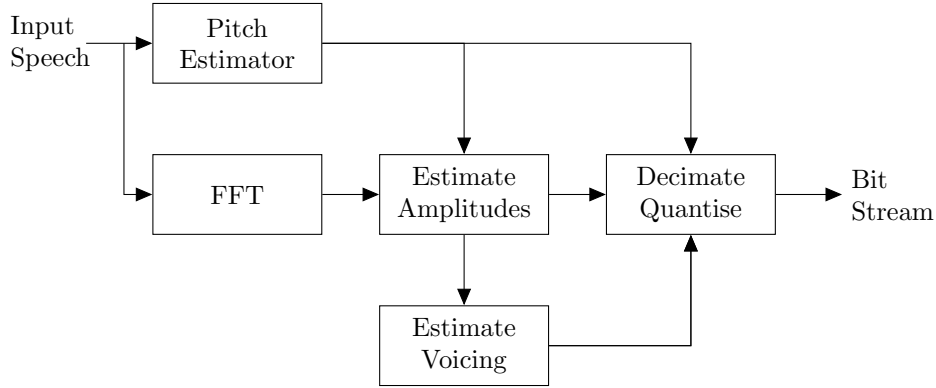 Input
Speech
Pitch
Estimator
FFT
Estimate
Amplitudes
Decimate
Quantise
Bit
Stream
Estimate
Voicing